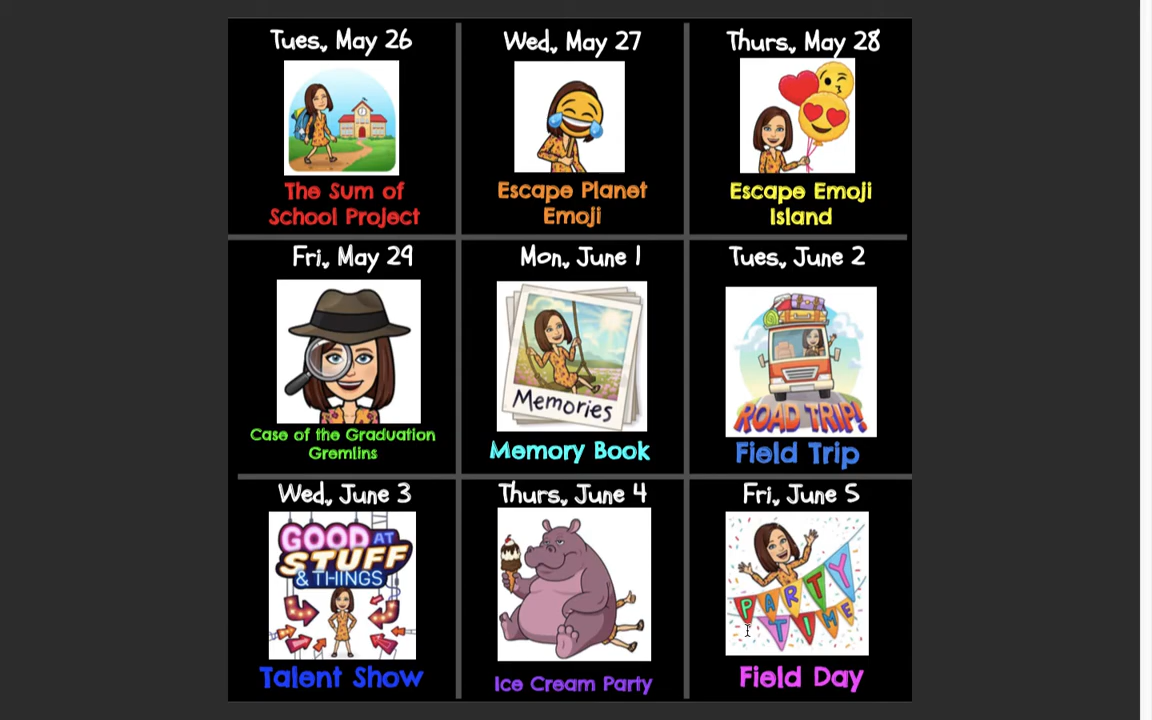 Tues, May 26
Wed, May 27
Thurs, May 28
The Sum of
School Project
Escape Planet
Emoji
Escape Emoji
Island
Fri, May 29
Mon, June 1
Tues, June 2
Memories
ROAD TRIP!
Case of the Graduation
Gremlins
Memory Book
Field Trip
Wed, June 3
Thurs, June 4
Fri, June 5
GOOD AT
STUFF
& THINGS
PARTY
TIME
Talent Show
Ice Cream Party
Field Day